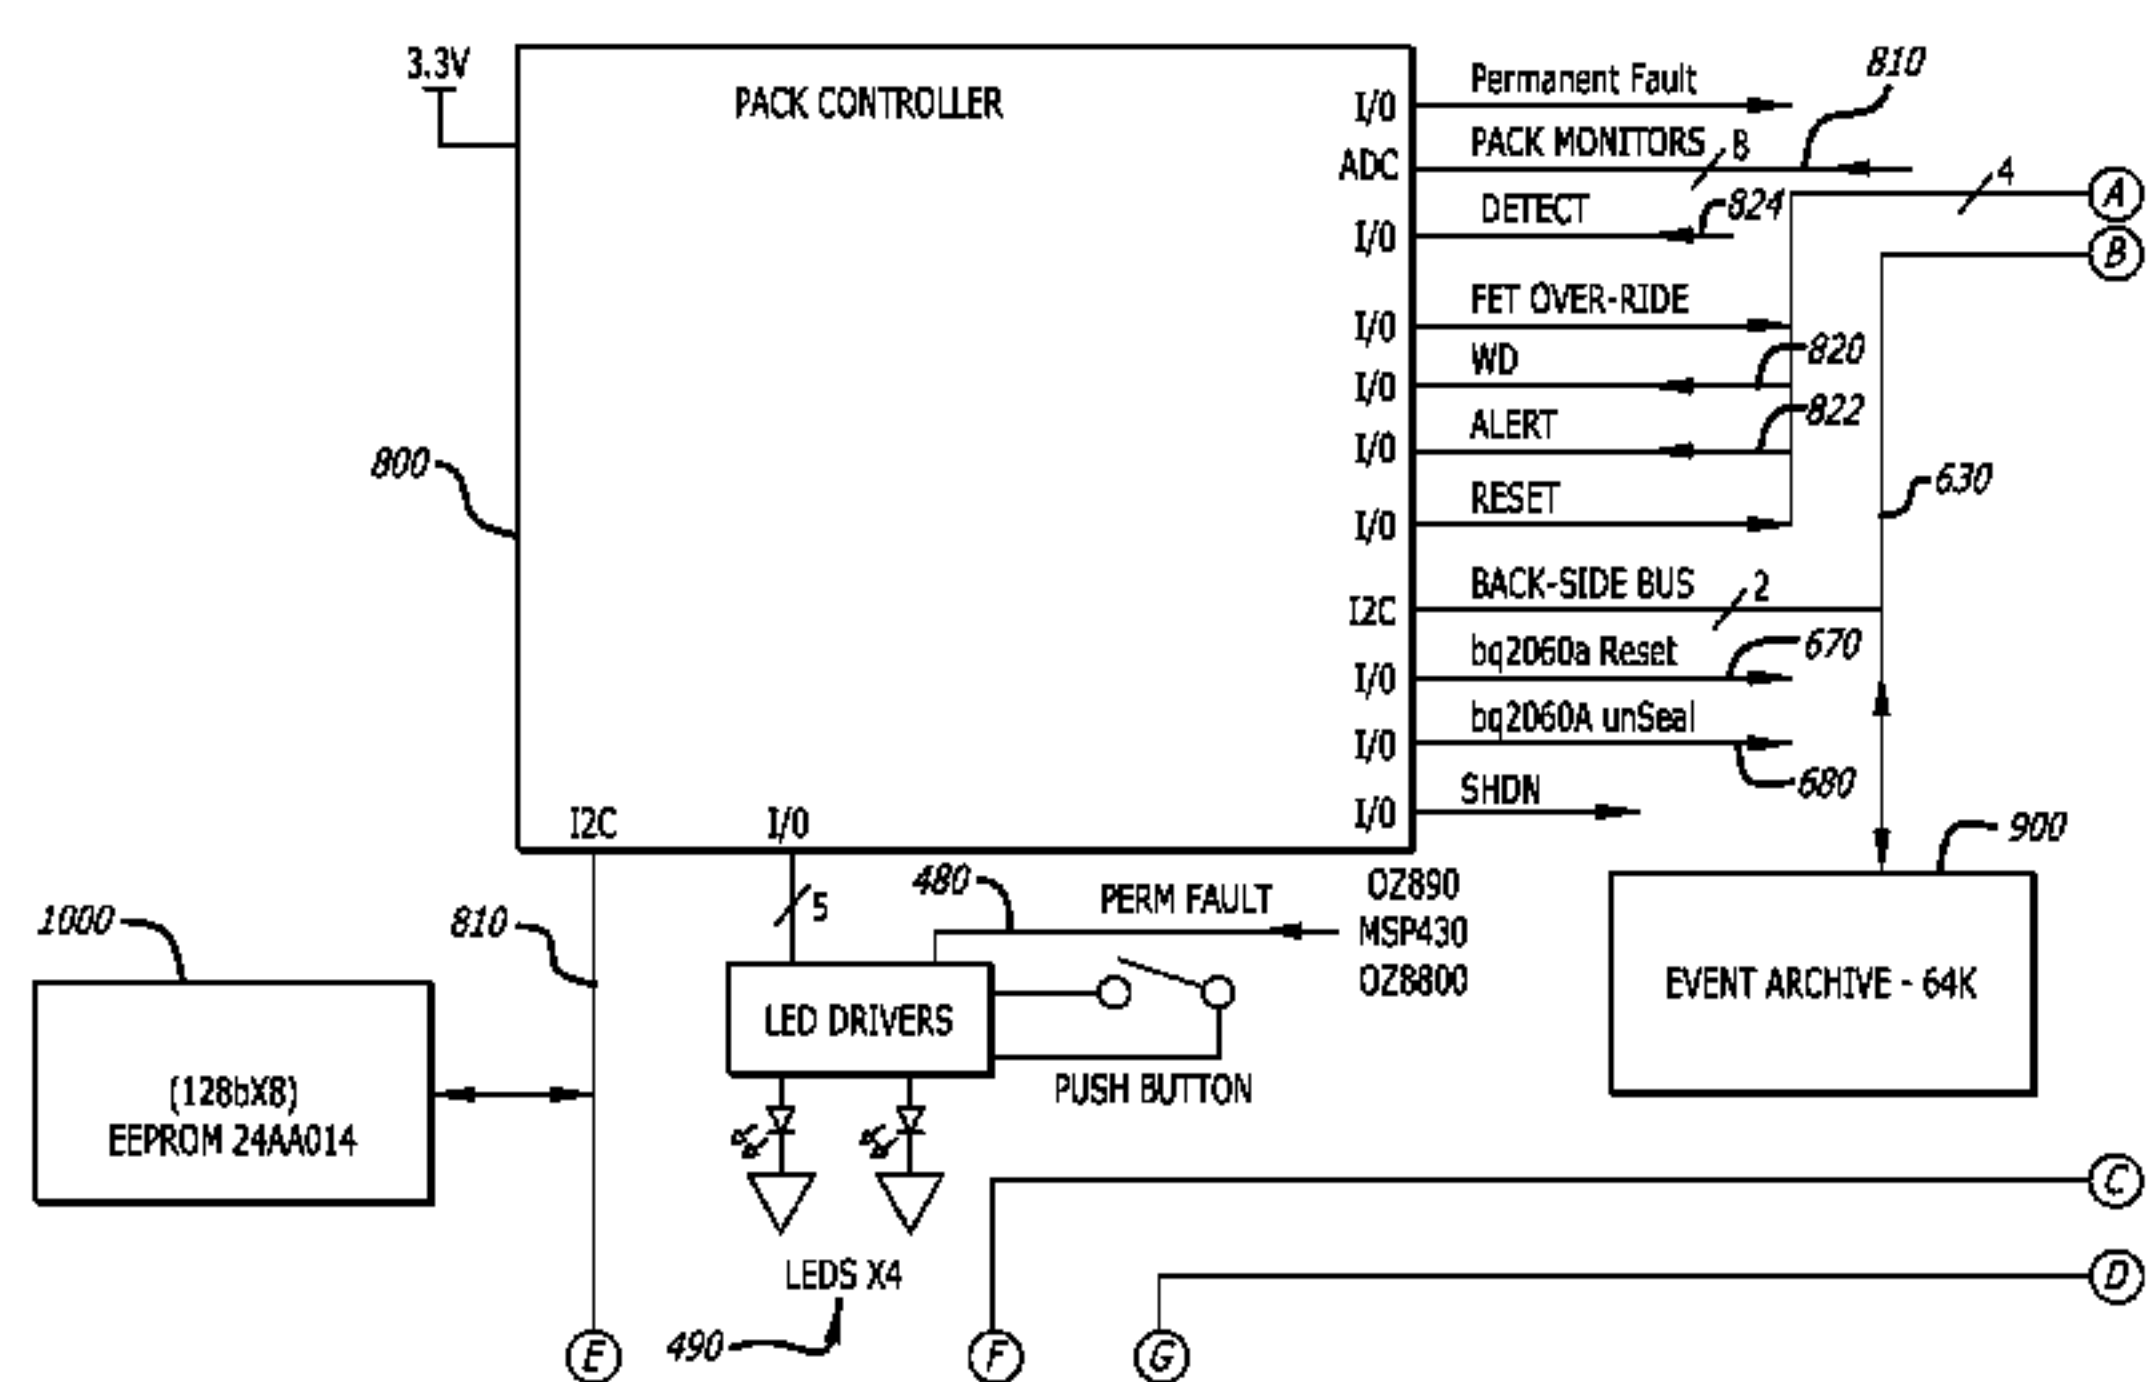 3.3V
PACK CONTROLLER
I/O Permanent Fault
810
ADC PACK MONITORS 8
4
A
I/O DETECT 824
B
I/O FET OVER-RIDE
I/O WD 820
I/O ALERT 822
800
630
I/O RESET
I2C BACK-SIDE BUS 2
I/O bq2060a Reset 670
I/O bq2060A unSeal 680
I/O SHDN
I2C I/O
900
1000
810
5
480
PERM FAULT
OZ890
MSP430
OZ8800
LED DRIVERS
EVENT ARCHIVE - 64K
PUSH BUTTON
(128bX8)
EEPROM 24AA014
C
LEDS X4
D
490
E
F
G